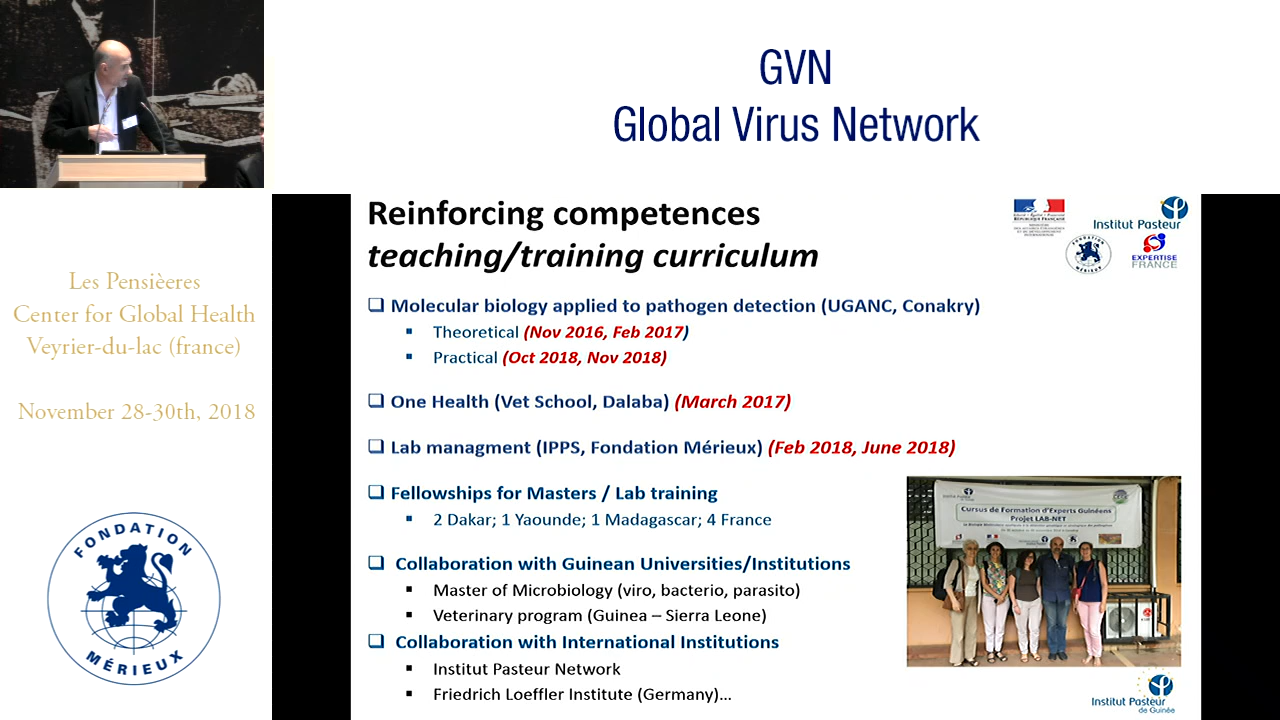 GVN
Global Virus Network
Les Pensièeres
Center for Global Health
Veyrier-du-lac (france)
November 28-30th, 2018
FONDATION
MÉRIEUX
Reinforcing competences
teaching/training curriculum
RÉPUBLIQUE FRANÇAISE
Institut Pasteur
FONDATION
MÉRIEUX
EXPERTISE
FRANCE
Molecular biology applied to pathogen detection (UGANC, Conakry)
Theoretical (Nov 2016, Feb 2017)
Practical (Oct 2018, Nov 2018)
One Health (Vet School, Dalaba) (March 2017)
Lab managment (IPPS, Fondation Mérieux) (Feb 2018, June 2018)
Fellowships for Masters / Lab training
2 Dakar; 1 Yaounde; 1 Madagascar; 4 France
Collaboration with Guinean Universities/Institutions
Master of Microbiology (viro, bacterio, parasito)
Veterinary program (Guinea – Sierra Leone)
Collaboration with International Institutions
Institut Pasteur Network
Friedrich Loeffler Institute (Germany)...
Cursus de Formation d'Experts Guinéens
Projet LAB-NET
Institut Pasteur
de Guinée